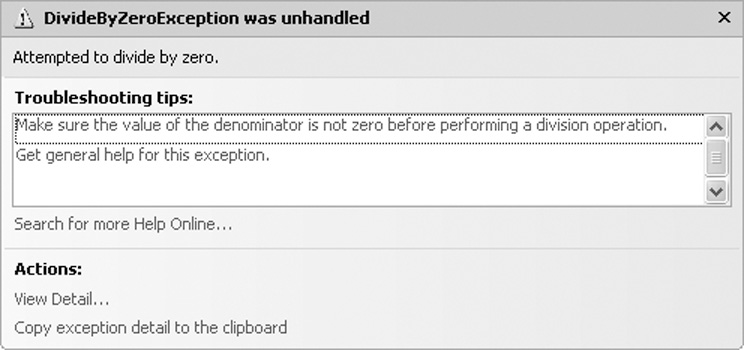 DivideByZeroException was unhandled
Attempted to divide by zero.
Troubleshooting tips:
Make sure the value of the denominator is not zero before performing a division operation.
Get general help for this exception.
Search for more Help Online...
Actions:
View Detail...
Copy exception detail to the clipboard